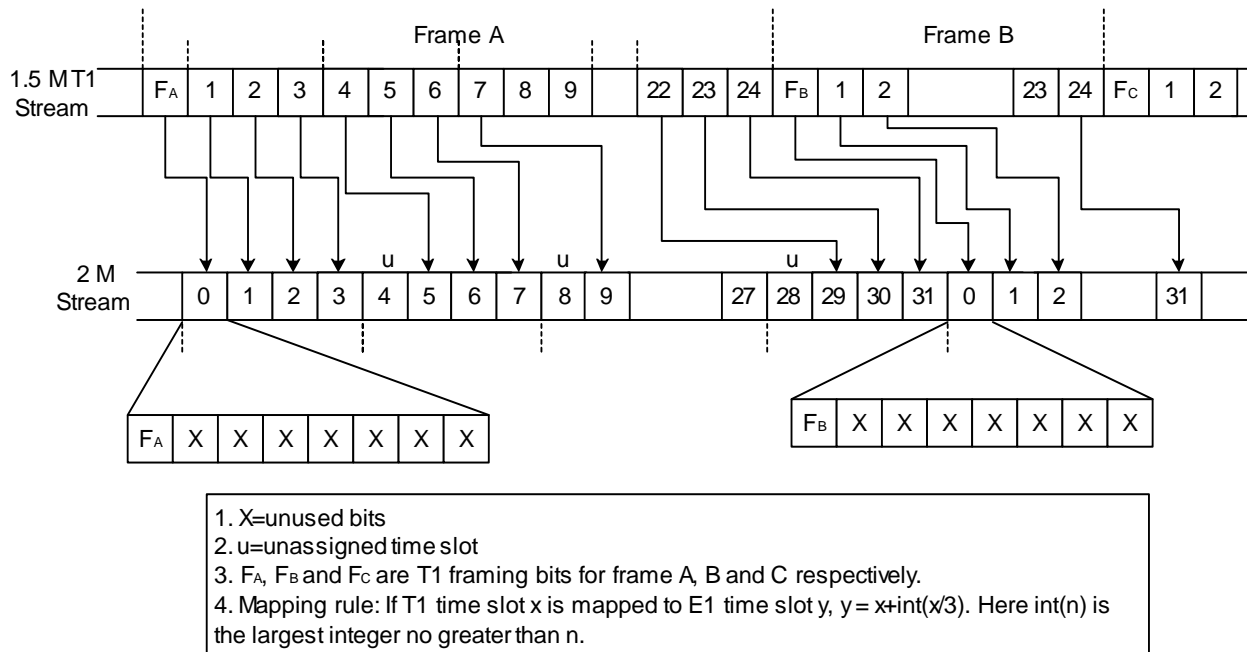 Frame A Frame B
1.5 M T1
Stream
FA 1 2 3 4 5 6 7 8 9 22 23 24 FB 1 2 23 24 FC 1 2
u u u
2 M
Stream
0 1 2 3 4 5 6 7 8 9 27 28 29 30 31 0 1 2 31
FA X X X X X X X
FB X X X X X X X
1. X=unused bits
2. u=unassigned time slot
3. FA, FB and FC are T1 framing bits for frame A, B and C respectively.
4. Mapping rule: If T1 time slot x is mapped to E1 time slot y, y = x+int(x/3). Here int(n) is
the largest integer no greater than n.